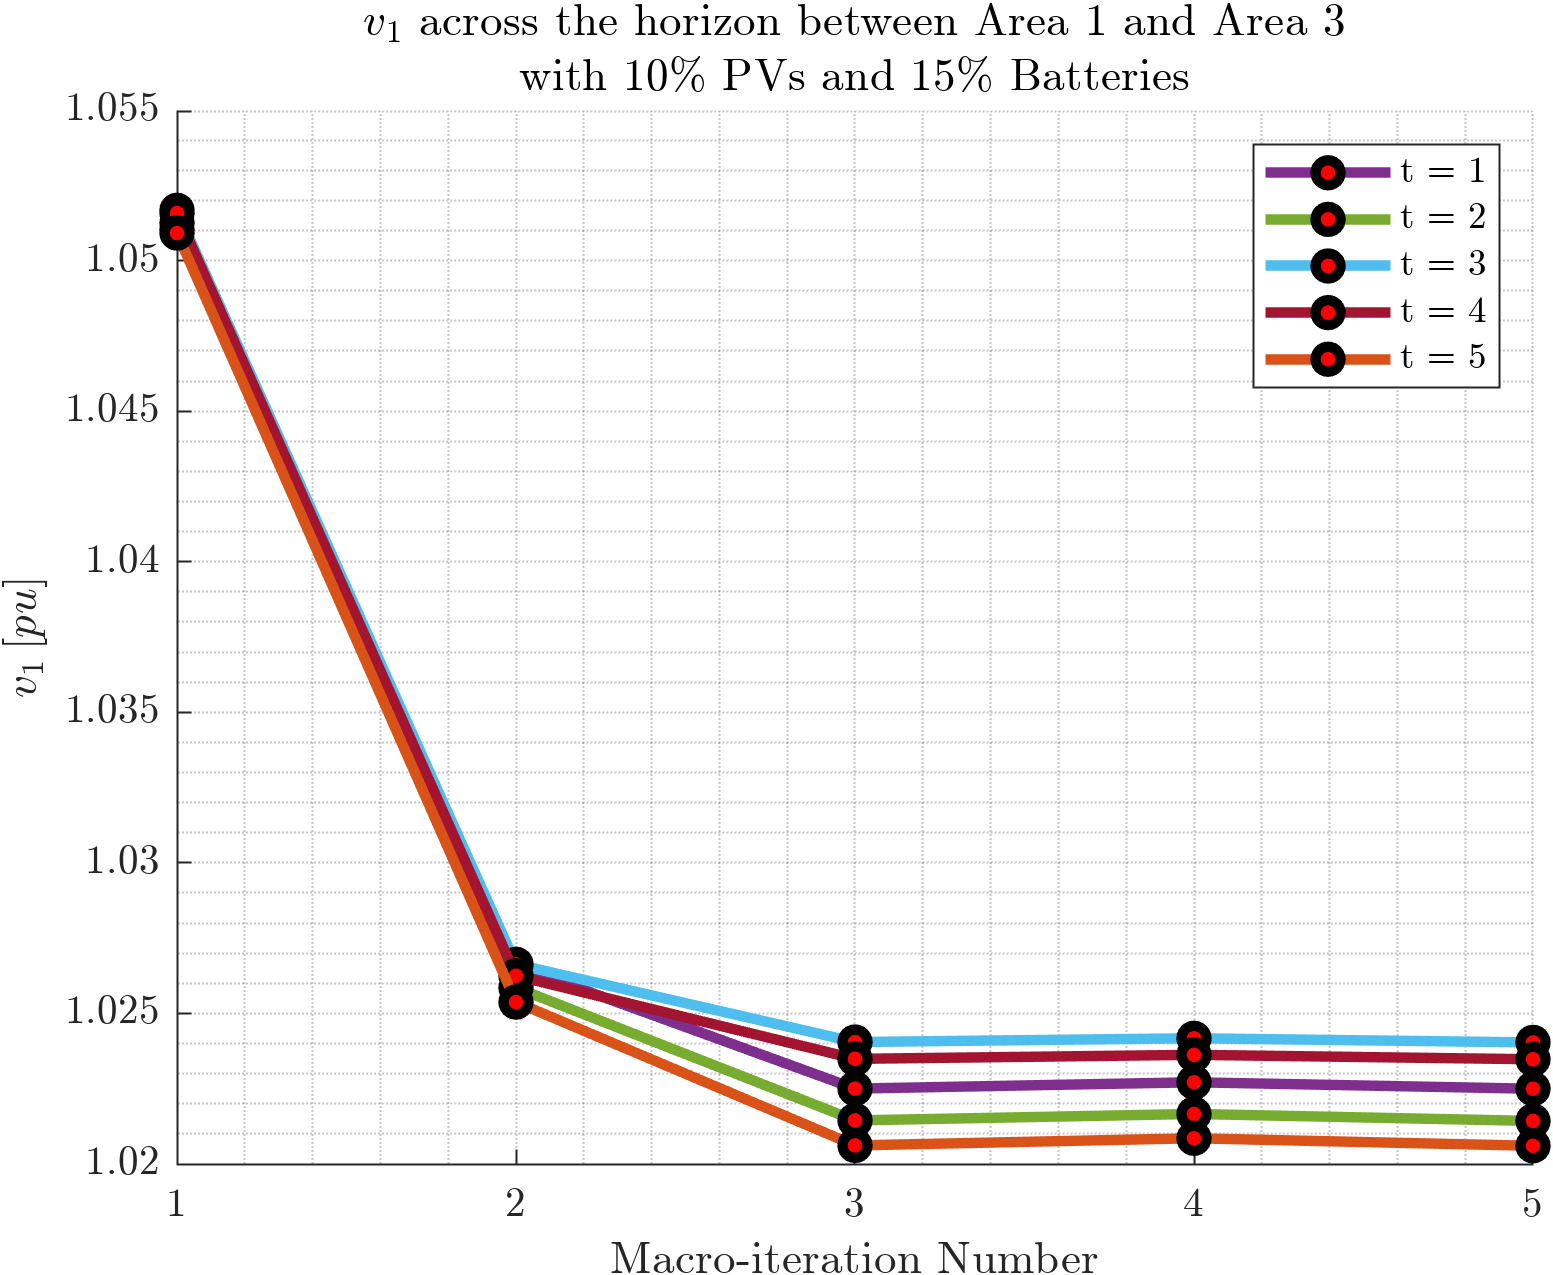 v₁ across the horizon between Area 1 and Area 3
with 10% PVs and 15% Batteries
1.055
1.05
1.045
1.04
1.035
1.03
1.025
1.02
v₁ [pu]
t = 1
t = 2
t = 3
t = 4
t = 5
1 2 3 4 5
Macro-iteration Number